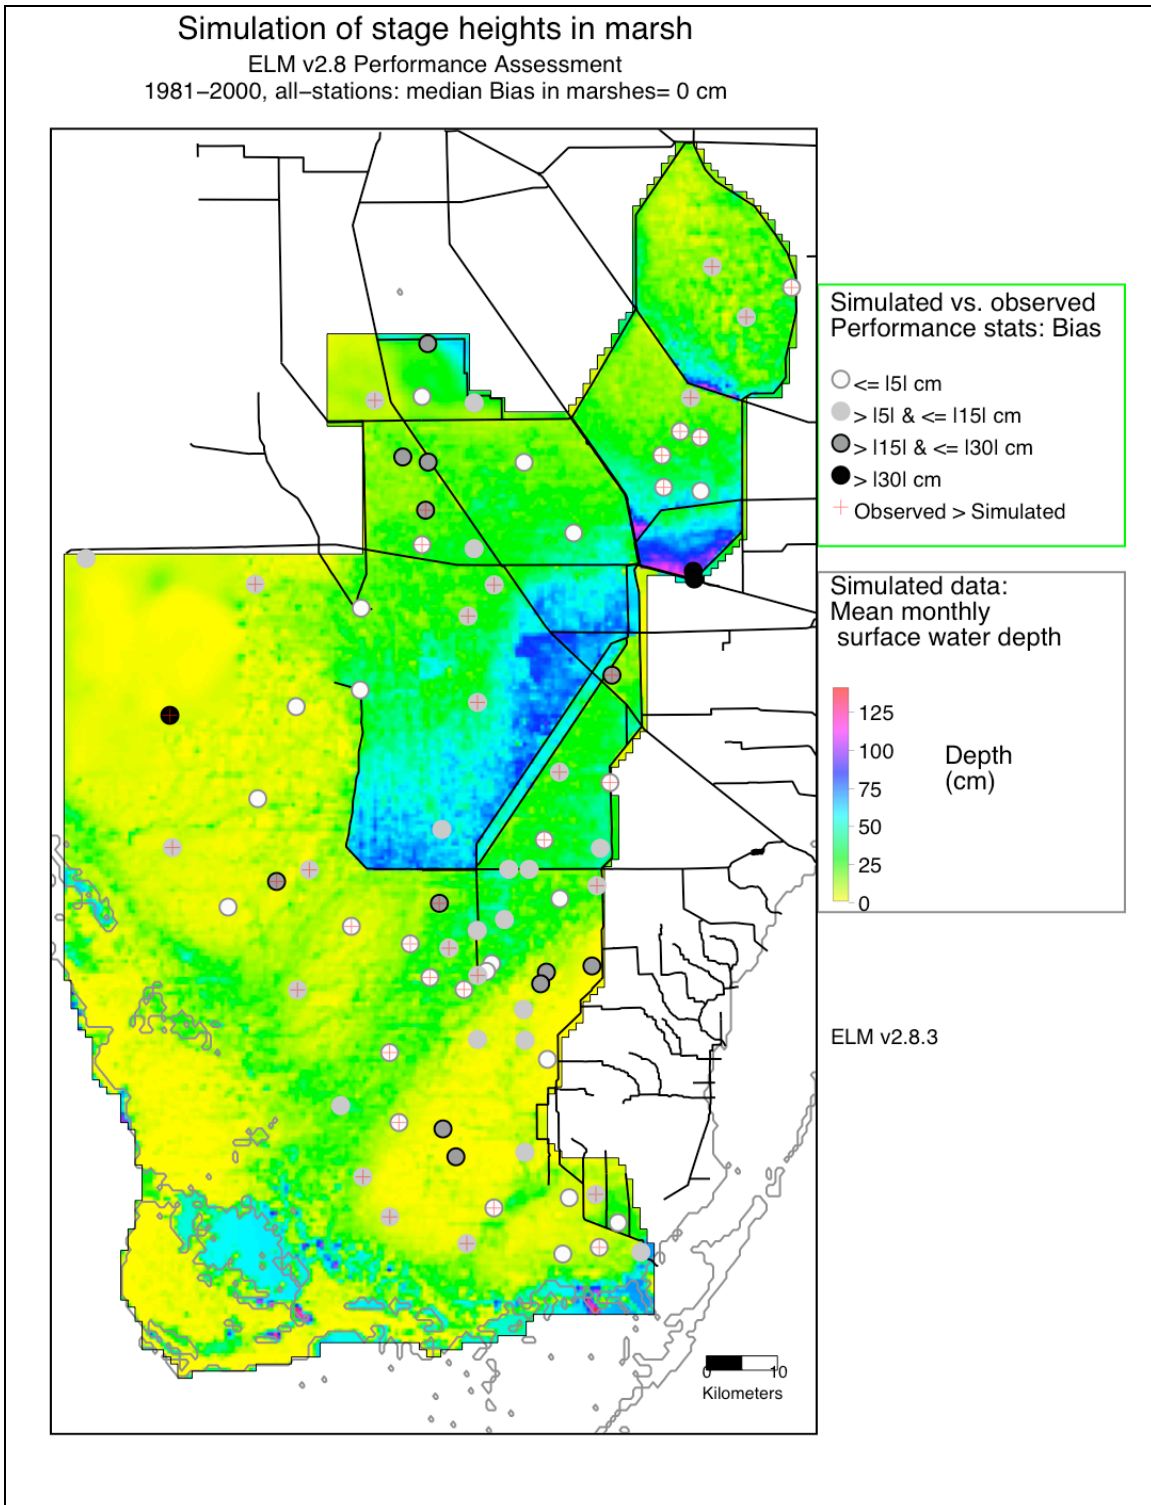 Simulation of stage heights in marsh
ELM v2.8 Performance Assessment
1981−2000, all−stations: median Bias in marshes= 0 cm
Simulated vs. observed
Performance stats: Bias
<= |5| cm
> |5| & <= |15| cm
> |15| & <= |30| cm
> |30| cm
Observed > Simulated
Simulated data:
Mean monthly
surface water depth
125
100
75
50
25
0
Depth
(cm)
ELM v2.8.3
0 10
Kilometers